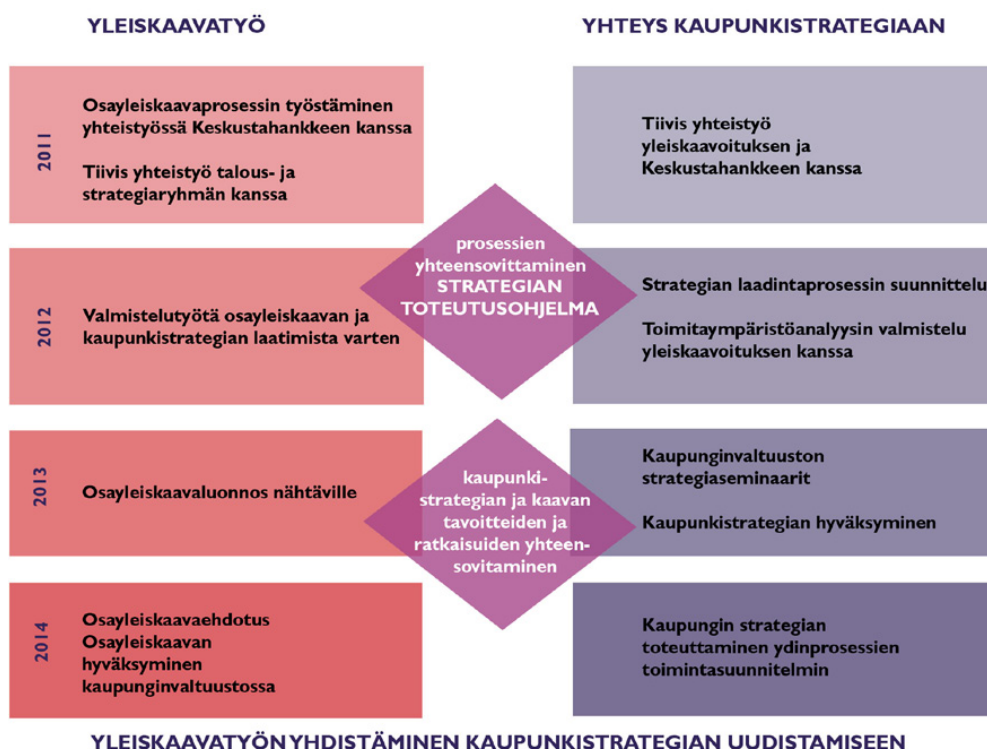 YLEISKAAVATYÖ
YHTEYS KAUPUNKISTRATEGIAAN
2011
Osayleiskaavaprosessin työstäminen
yhteistyössä Keskustahankkeen kanssa
Tiivis yhteistyö talous- ja
strategiaryhmän kanssa
Tiivis yhteistyö
yleiskaavoituksen ja
Keskustahankkeen kanssa
prosessien
yhteensovittaminen
STRATEGIAN
TOTEUTUSOHJELMA
2012
Valmistelutyötä osayleiskaavan ja
kaupunkistrategian laatimista varten
Strategian laadintaprosessin suunnittelu
Toimitaympäristöanalyysin valmistelu
yleiskaavoituksen kanssa
2013
Osayleiskaavaluonnos nähtäville
kaupunki-
strategian ja kaavan
tavoitteiden ja
ratkaisuiden yhteen-
sovitaminen
Kaupunginvaltuuston
strategiaseminaarit
Kaupunkistrategian hyväksyminen
2014
Osayleiskaavaehdotus
Osayleiskaavan
hyväksyminen
kaupunginvaltuustossa
Kaupungin strategian
toteuttaminen ydinprosessien
toimintasuunnitelmin
YLEISKAAVATYÖN YHDISTÄMINEN KAUPUNKISTRATEGIAN UUDISTAMISEEN